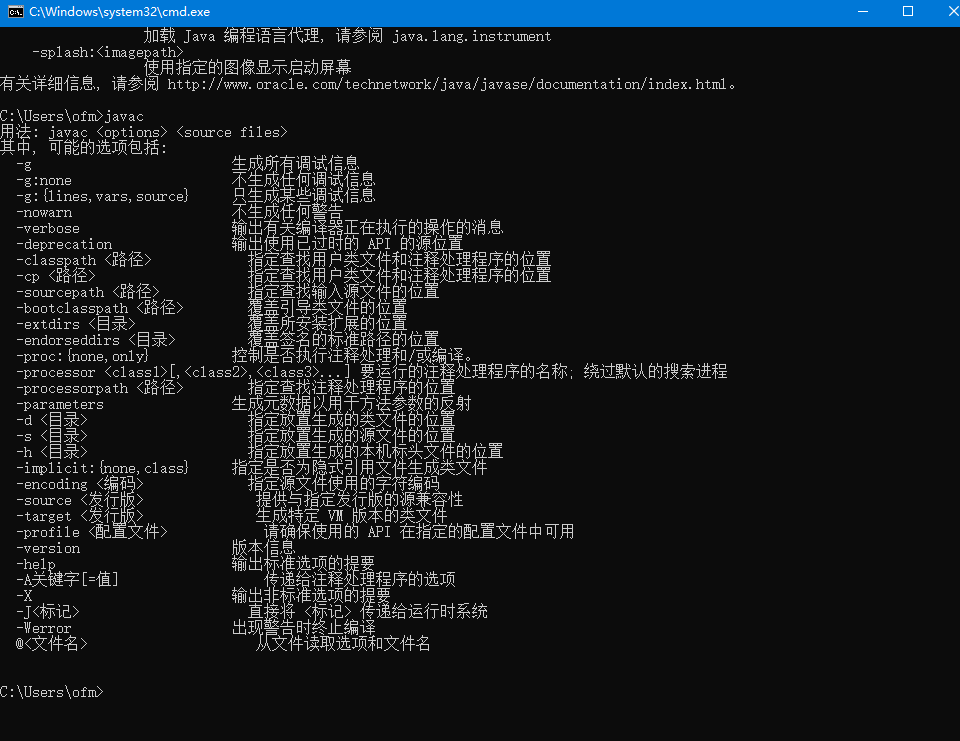 C:\Windows\system32\cmd.exe
加载 Java 编程语言代理, 请参阅 java.lang.instrument
-splash:<imagepath>
使用指定的图像显示启动屏幕
有关详细信息, 请参阅 http://www.oracle.com/technetwork/java/javase/documentation/index.html。
C:\Users\ofm>javac
用法: javac <options> <source files>
其中, 可能的选项包括:
-g 生成所有调试信息
-g:none 不生成任何调试信息
-g:{lines,vars,source} 只生成某些调试信息
-nowarn 不生成任何警告
-verbose 输出有关编译器正在执行的操作的消息
-deprecation 输出使用已过时的 API 的源位置
-classpath <路径> 指定查找用户类文件和注释处理程序的位置
-cp <路径> 指定查找用户类文件和注释处理程序的位置
-sourcepath <路径> 指定查找输入源文件的位置
-bootclasspath <路径> 覆盖引导类文件的位置
-extdirs <目录> 覆盖所安装扩展的位置
-endorseddirs <目录> 覆盖签名的标准路径的位置
-proc:{none,only} 控制是否执行注释处理和/或编译。
-processor <class1>[,<class2>,<class3>...] 要运行的注释处理程序的名称; 绕过默认的搜索进程
-processorpath <路径> 指定查找注释处理程序的位置
-parameters 生成元数据以用于方法参数的反射
-d <目录> 指定放置生成的类文件的位置
-s <目录> 指定放置生成的源文件的位置
-h <目录> 指定放置生成的本机标头文件的位置
-implicit:{none,class} 指定是否为隐式引用文件生成类文件
-encoding <编码> 指定源文件使用的字符编码
-source <发行版> 提供与指定发行版的源兼容性
-target <发行版> 生成特定 VM 版本的类文件
-profile <配置文件> 请确保使用的 API 在指定的配置文件中可用
-version 版本信息
-help 输出标准选项的提要
-A关键字[=值] 传递给注释处理程序的选项
-X 输出非标准选项的提要
-J<标记> 直接将 <标记> 传递给运行时系统
-Werror 出现警告时终止编译
@<文件名> 从文件读取选项和文件名
C:\Users\ofm>